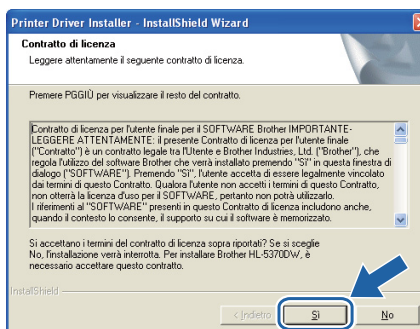 Printer Driver Installer - InstallShield Wizard
Contratto di licenza
Leggere attentamente il seguente contratto di licenza.
Premere PGGIÙ per visualizzare il resto del contratto.
Contratto di licenza per l'utente finale per il SOFTWARE Brother IMPORTANTE-
LEGGERE ATTENTAMENTE: il presente Contratto di licenza per l'utente finale
("Contratto") è un contratto legale tra l'Utente e Brother Industries, Ltd. ("Brother"), che
regola l'utilizzo del software Brother che verrà installato premendo "Sì" in questa finestra di
dialogo ("SOFTWARE"). Premendo "Sì", l'utente accetta di essere legalmente vincolato
dai termini di questo Contratto. Qualora l'utente non accetti i termini di questo Contratto,
non otterrà la licenza d'uso per il SOFTWARE, pertanto non potrà utilizzarlo.
I riferimenti al "SOFTWARE" presenti in questo Contratto di licenza includono anche,
quando il contesto lo consente, il supporto su cui il software è memorizzato.
Si accettano i termini del contratto di licenza sopra riportati? Se si sceglie
No, l'installazione verrà interrotta. Per installare Brother HL-5370DW, è
necessario accettare questo contratto.
InstallShield
< Indietro
Sì
No